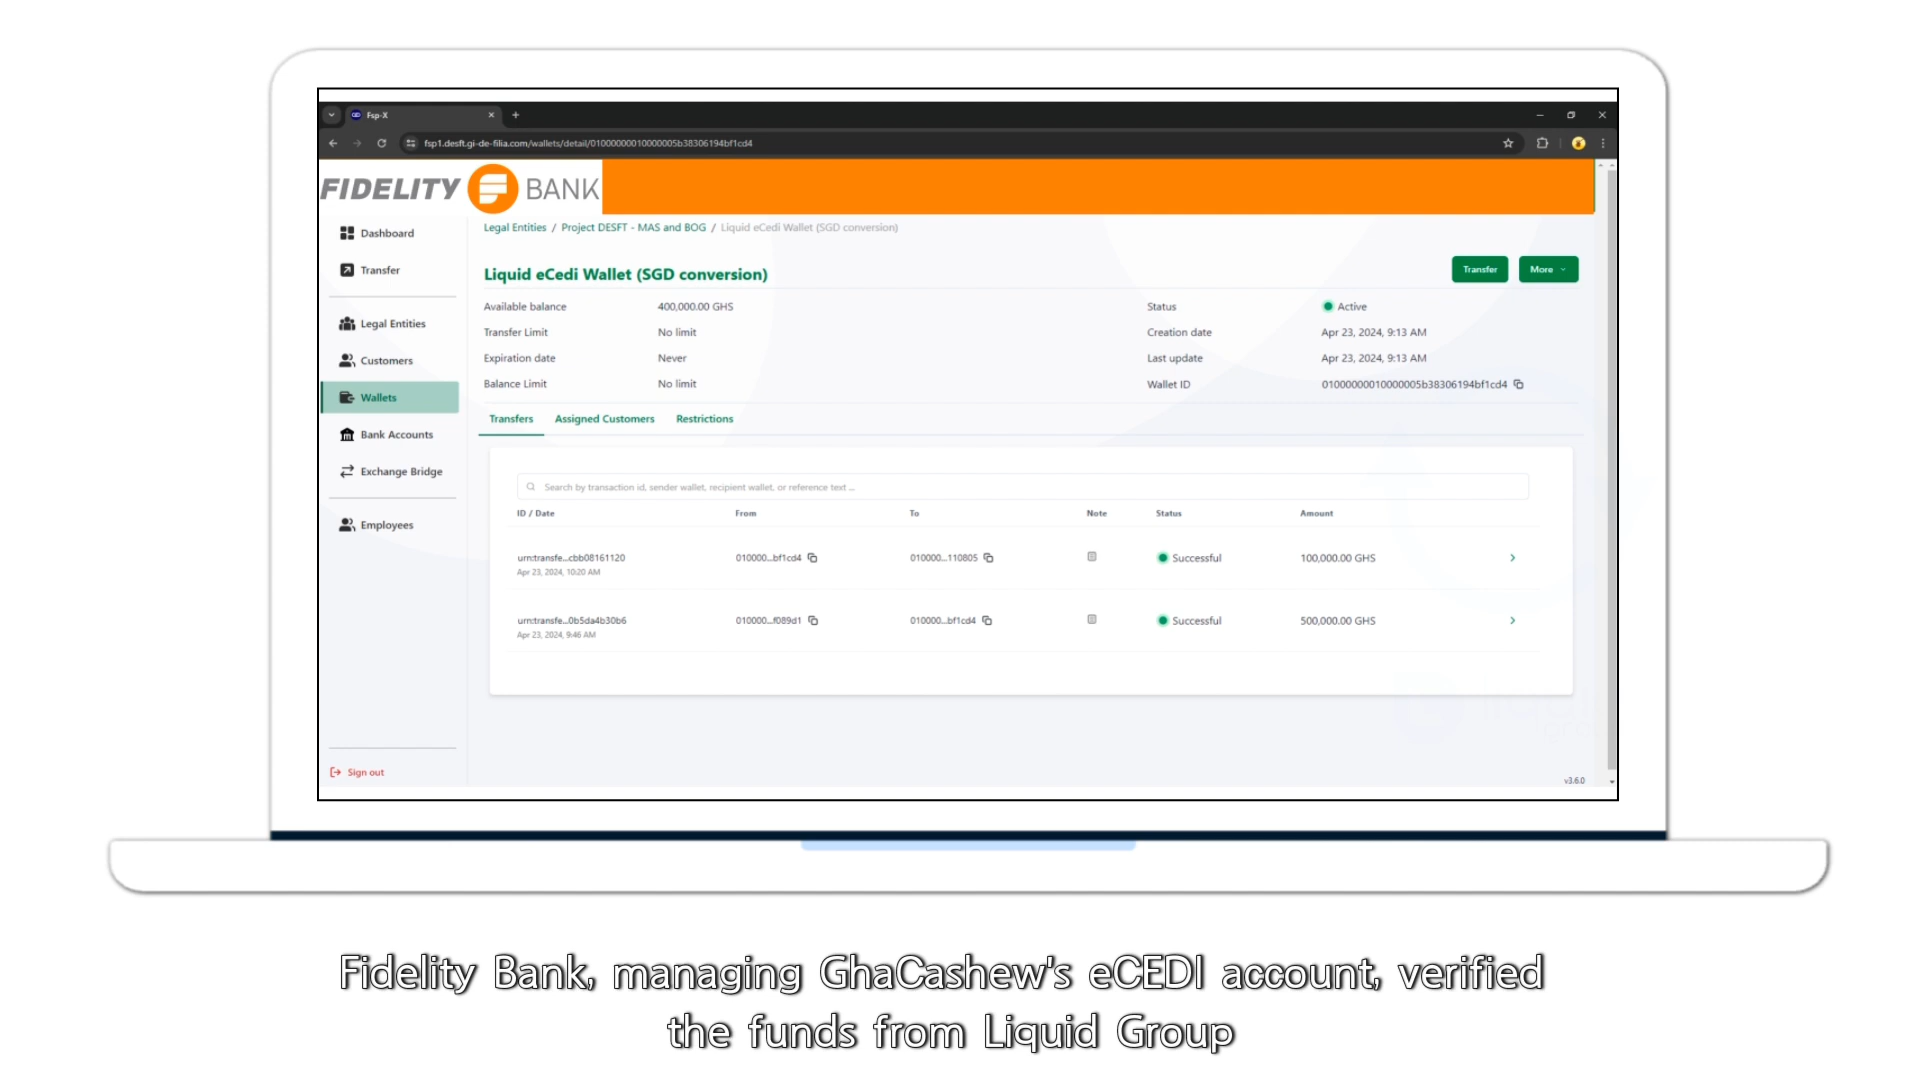 Fsp-X
fsp1.desft.gi-de-filia.com/wallets/detail/01000000010000005b38306194bf1cd4
FIDELITY BANK
Dashboard
Transfer
Legal Entities
Customers
Wallets
Bank Accounts
Exchange Bridge
Employees
Sign out
Legal Entities / Project DESFT - MAS and BOG / Liquid eCedi Wallet (SGD conversion)
Liquid eCedi Wallet (SGD conversion)
Transfer More
Available balance 400,000.00 GHS Status Active
Transfer Limit No limit Creation date Apr 23, 2024, 9:13 AM
Expiration date Never Last update Apr 23, 2024, 9:13 AM
Balance Limit No limit Wallet ID 01000000010000005b38306194bf1cd4
Transfers Assigned Customers Restrictions
Search by transaction id, sender wallet, recipient wallet, or reference text ...
ID / Date From To Note Status Amount
urn:transfe...cbb08161120 010000...bf1cd4 010000...110805 Successful 100,000.00 GHS
Apr 23, 2024, 10:20 AM
urn:transfe...0b5da4b30b6 010000...f089d1 010000...bf1cd4 Successful 500,000.00 GHS
Apr 23, 2024, 9:46 AM
v3.6.0
Fidelity Bank, managing GhaCashew's eCEDI account, verified
the funds from Liquid Group